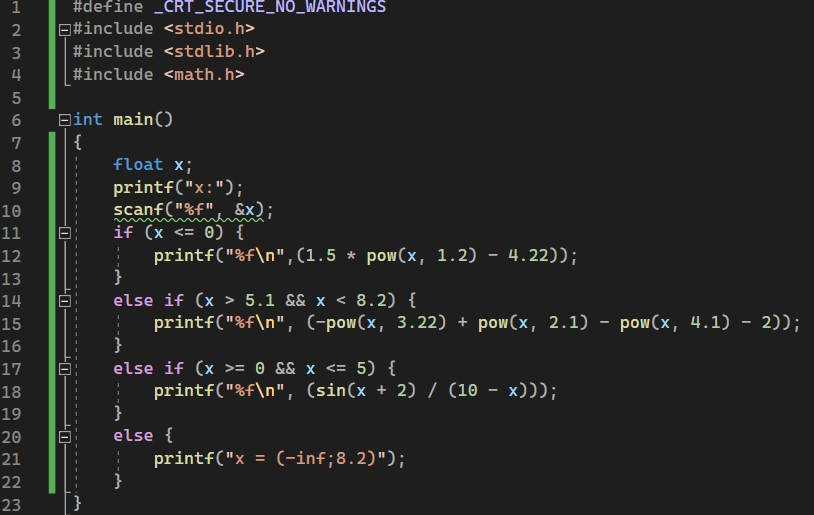 1 #define _CRT_SECURE_NO_WARNINGS
2 #include <stdio.h>
3 #include <stdlib.h>
4 #include <math.h>
5
6 int main()
7 {
8 float x;
9 printf("x:");
10 scanf("%f", &x);
11 if (x <= 0) {
12 printf("%f\n",(1.5 * pow(x, 1.2) - 4.22));
13 }
14 else if (x > 5.1 && x < 8.2) {
15 printf("%f\n", (-pow(x, 3.22) + pow(x, 2.1) - pow(x, 4.1) - 2));
16 }
17 else if (x >= 0 && x <= 5) {
18 printf("%f\n", (sin(x + 2) / (10 - x)));
19 }
20 else {
21 printf("x = (-inf;8.2)");
22 }
23 }